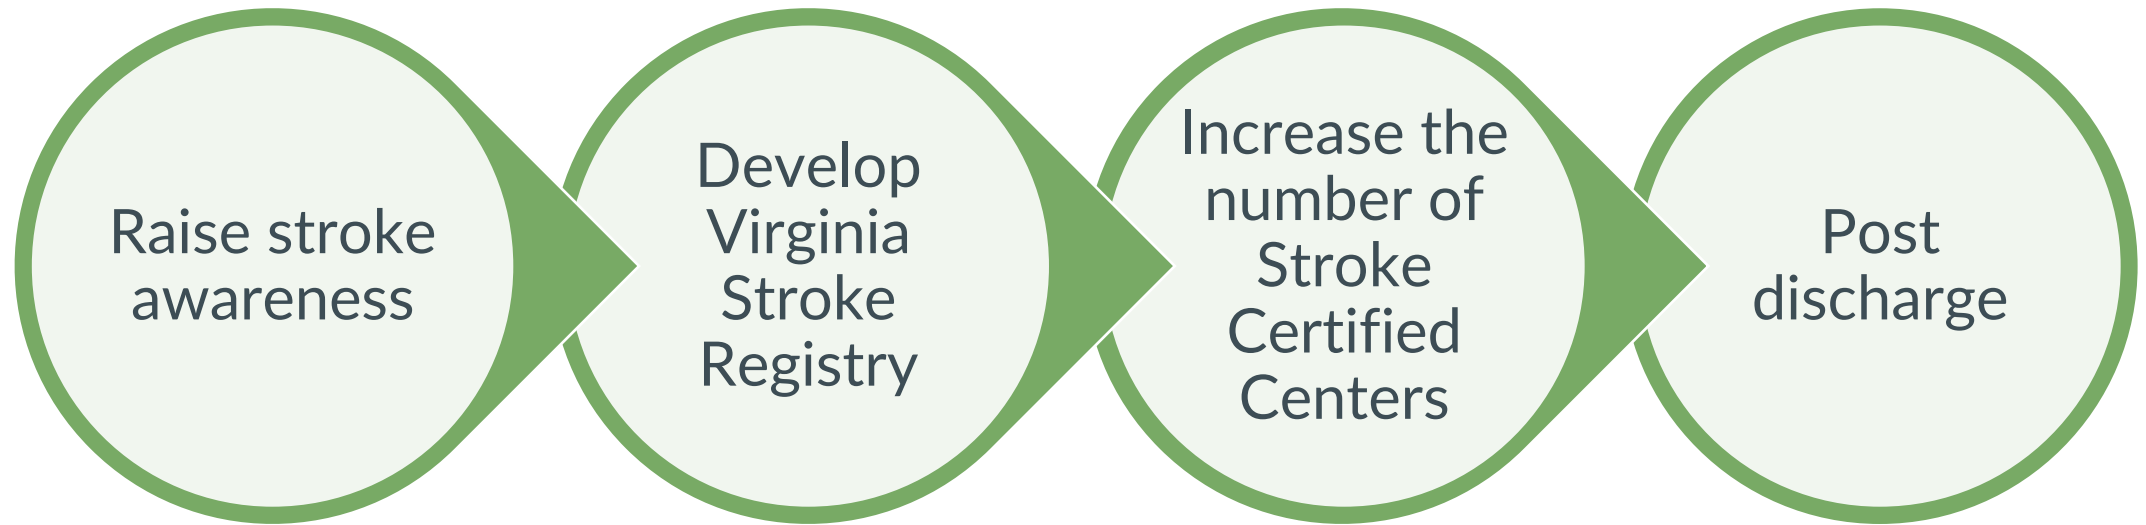 Raise stroke
awareness
Develop
Virginia
Stroke
Registry
Increase the
number of
Stroke
Certified
Centers
Post
discharge